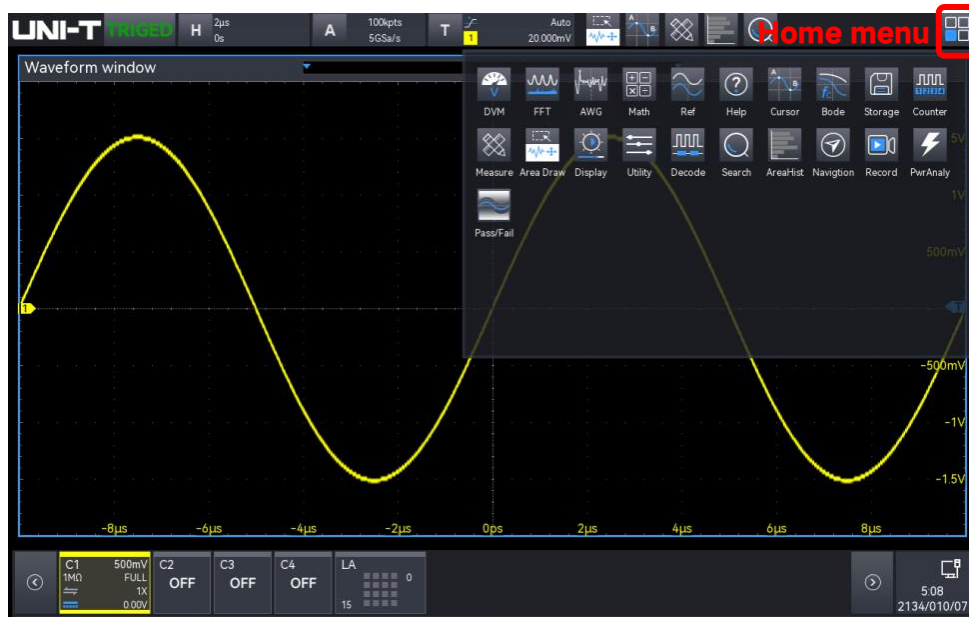 UNI-T TRIGED H 2µs A 100kpts T Auto Home menu
0s 5GSa/s 1 20.000mV
Waveform window
DVM FFT AWG Math Ref Help Cursor Bode Storage Counter
Measure Area Draw Display Utility Decode Search AreaHist Navigtion Record PwrAnaly
Pass/Fail
5V
1V
500mV
1 T
-500mV
-1V
-1.5V
-8µs -6µs -4µs -2µs 0ps 2µs 4µs 6µs 8µs
C1 500mV C2 C3 C4 LA
1MΩ FULL OFF OFF OFF 0
1X
0.00V 15
5:08
2134/010/07